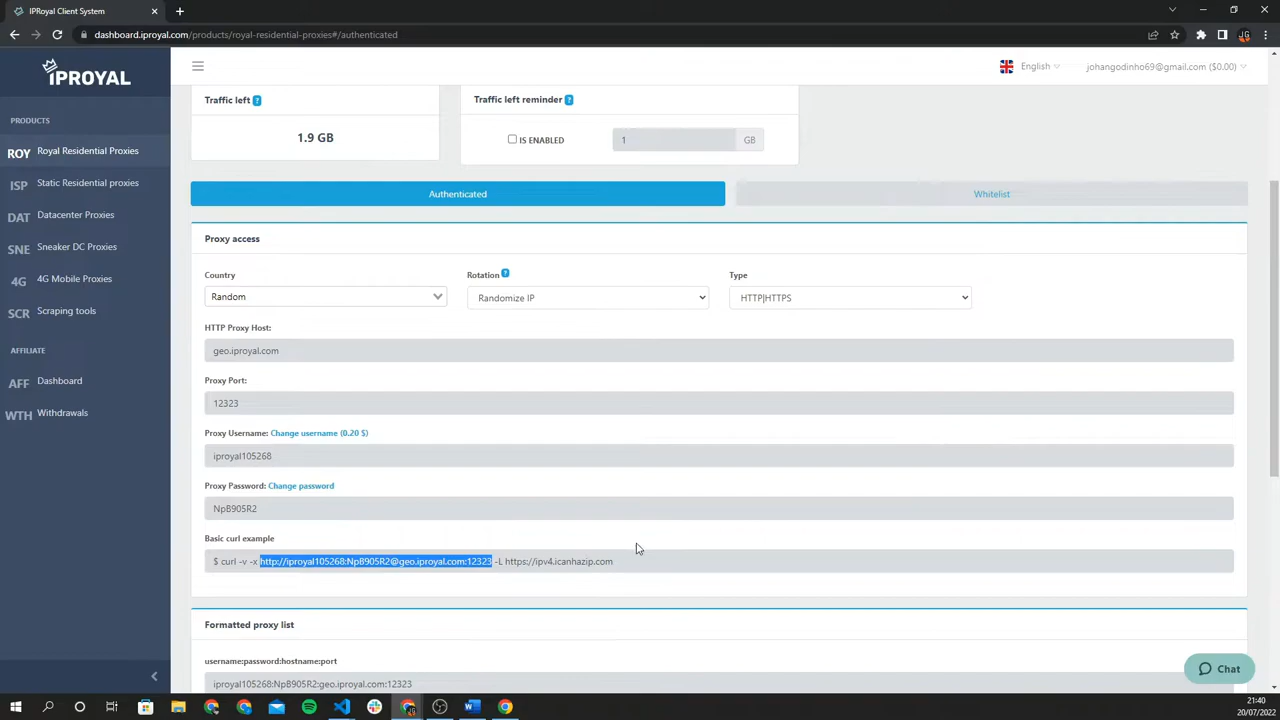 IPRoyal Client System
dashboard.iproyal.com/products/royal-residential-proxies#/authenticated
IPROYAL
English
johangodinho69@gmail.com ($0.00)
Traffic left ?
Traffic left reminder ?
PRODUCTS
1.9 GB
IS ENABLED
1
GB
ROY Royal Residential Proxies
ISP Static Residential proxies
Authenticated
Whitelist
DAT Datacenter Proxies
SNE Sneaker DC Proxies
Proxy access
4G 4G Mobile Proxies
Country
Rotation ?
Type
Random
Randomize IP
HTTP|HTTPS
SCR Scraping tools
HTTP Proxy Host:
AFFILIATE
geo.iproyal.com
AFF Dashboard
Proxy Port:
12323
WTH Withdrawals
Proxy Username: Change username (0.20 $)
iproyal105268
Proxy Password: Change password
NpB905R2
Basic curl example
$ curl -v -x http://iproyal105268:NpB905R2@geo.iproyal.com:12323 -L https://ipv4.icanhazip.com
Formatted proxy list
username:password:hostname:port
iproyal105268:NpB905R2:geo.iproyal.com:12323
Chat
21:40
20/07/2022